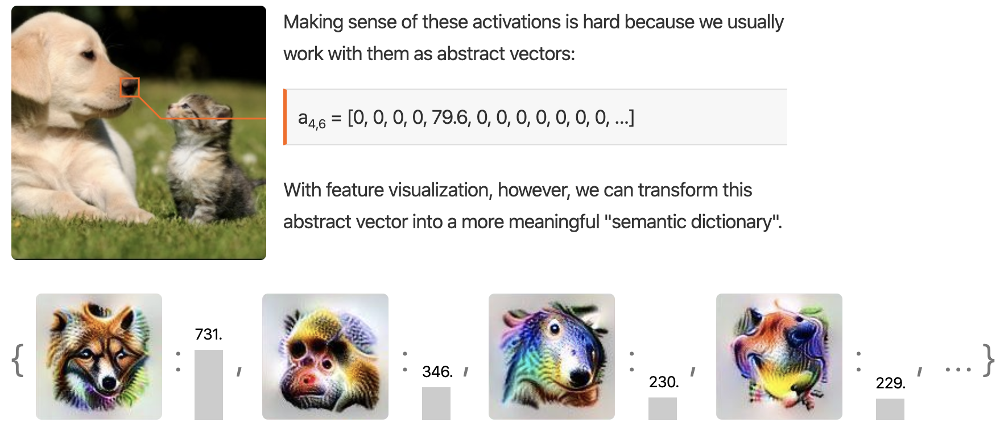 Making sense of these activations is hard because we usually
work with them as abstract vectors:
a4,6 = [0, 0, 0, 0, 79.6, 0, 0, 0, 0, 0, 0, 0, ...]
With feature visualization, however, we can transform this
abstract vector into a more meaningful "semantic dictionary".
{ : 731. , : 346. , : 230. , : 229. , ... }